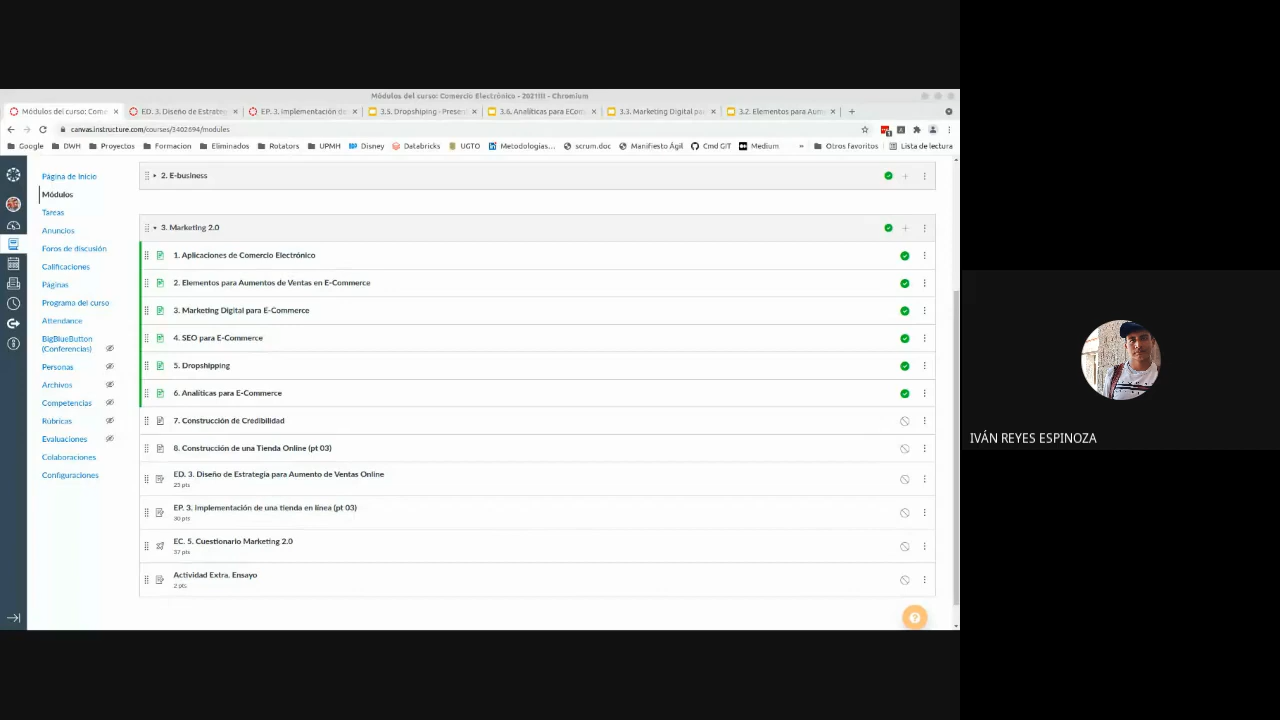 Módulos del curso: Comercio Electrónico - 2021III - Chromium
Módulos del curso: Come
ED. 3. Diseño de Estrateg
EP. 3. Implementación de
3.5. Dropshiping - Prese
3.6. Analíticas para ECom
3.3. Marketing Digital par
3.2. Elementos para Aum
canvas.instructure.com/courses/3402694/modules
Google DWH Proyectos Formacion Eliminados Rotators UPMH Disney Databricks UGTO Metodologías... scrum.doc Manifiesto Ágil Cmd GIT Medium » Otros favoritos Lista de lectura
Página de Inicio
Módulos
Tareas
Anuncios
Foros de discusión
Calificaciones
Páginas
Programa del curso
Attendance
BigBlueButton
(Conferencias)
Personas
Archivos
Competencias
Rúbricas
Evaluaciones
Colaboraciones
Configuraciones
2. E-business
3. Marketing 2.0
1. Aplicaciones de Comercio Electrónico
2. Elementos para Aumentos de Ventas en E-Commerce
3. Marketing Digital para E-Commerce
4. SEO para E-Commerce
5. Dropshipping
6. Analíticas para E-Commerce
7. Construcción de Credibilidad
8. Construcción de una Tienda Online (pt 03)
ED. 3. Diseño de Estrategia para Aumento de Ventas Online
25 pts
EP. 3. Implementación de una tienda en línea (pt 03)
30 pts
EC. 5. Cuestionario Marketing 2.0
37 pts
Actividad Extra. Ensayo
2 pts
IVÁN REYES ESPINOZA